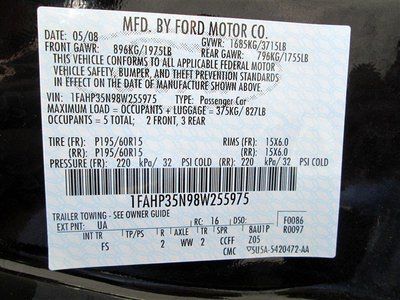 MFD. BY FORD MOTOR CO.
DATE: 05/08 GVWR: 1685KG/3715LB
FRONT GAWR: 896KG/1975LB REAR GAWR: 796KG/1755LB
THIS VEHICLE CONFORMS TO ALL APPLICABLE FEDERAL MOTOR
VEHICLE SAFETY, BUMPER, AND THEFT PREVENTION STANDARDS
IN EFFECT ON THE DATE OF MANUFACTURE SHOWN ABOVE.
VIN: 1FAHP35N98W255975 TYPE: Passenger Car
MAXIMUM LOAD = OCCUPANTS + LUGGAGE = 375KG/827LB
OCCUPANTS = 5 TOTAL; 2 FRONT, 3 REAR
TIRE (FR): P195/60R15 RIMS (FR): 15X6.0
(RR): P195/60R15 (RR): 15X6.0
PRESSURE (FR): 220 kPa/ 32 PSI COLD (RR): 220 kPa/ 32 PSI COLD
1FAHP35N98W255975
TRAILER TOWING - SEE OWNER GUIDE F0086
EXT PNT: UA RC: 16 DSO: R0097
INT TR TP/PS R AXLE TR SPR 8AU1P
FS 2 2 CCFF Z05
CMC 5U5A-5420472-AA